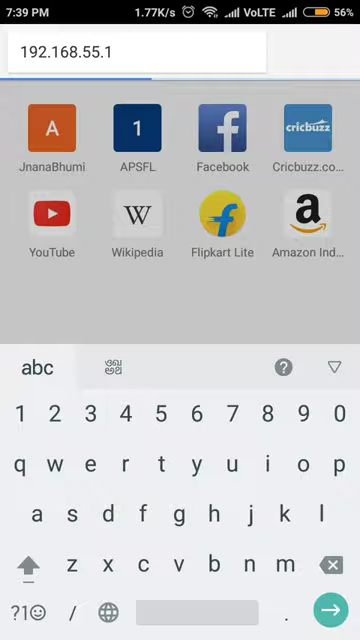 7:39 PM 1.77K/s VoLTE 56%
192.168.55.1
A 1 f cricbuzz
JnanaBhumi APSFL Facebook Cricbuzz.co...
W f a
YouTube Wikipedia Flipkart Lite Amazon Ind...
abc
1 2 3 4 5 6 7 8 9 0
q w e r t y u i o p
a s d f g h j k l
z x c v b n m
?1☺ / .